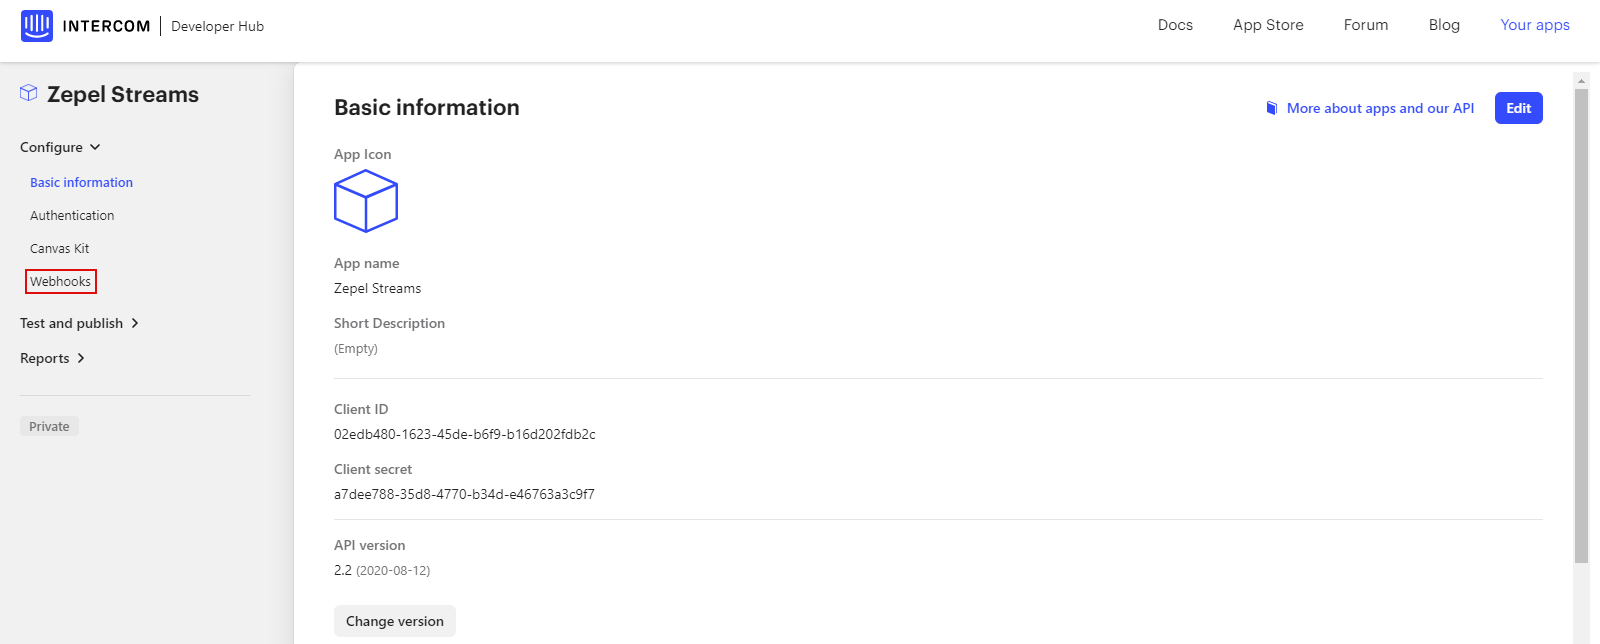 INTERCOM Developer Hub
Docs
App Store
Forum
Blog
Your apps
Zepel Streams
Configure
Basic information
Authentication
Canvas Kit
Webhooks
Test and publish
Reports
Private
Basic information
More about apps and our API
Edit
App Icon
App name
Zepel Streams
Short Description
(Empty)
Client ID
02edb480-1623-45de-b6f9-b16d202fdb2c
Client secret
a7dee788-35d8-4770-b34d-e46763a3c9f7
API version
2.2 (2020-08-12)
Change version